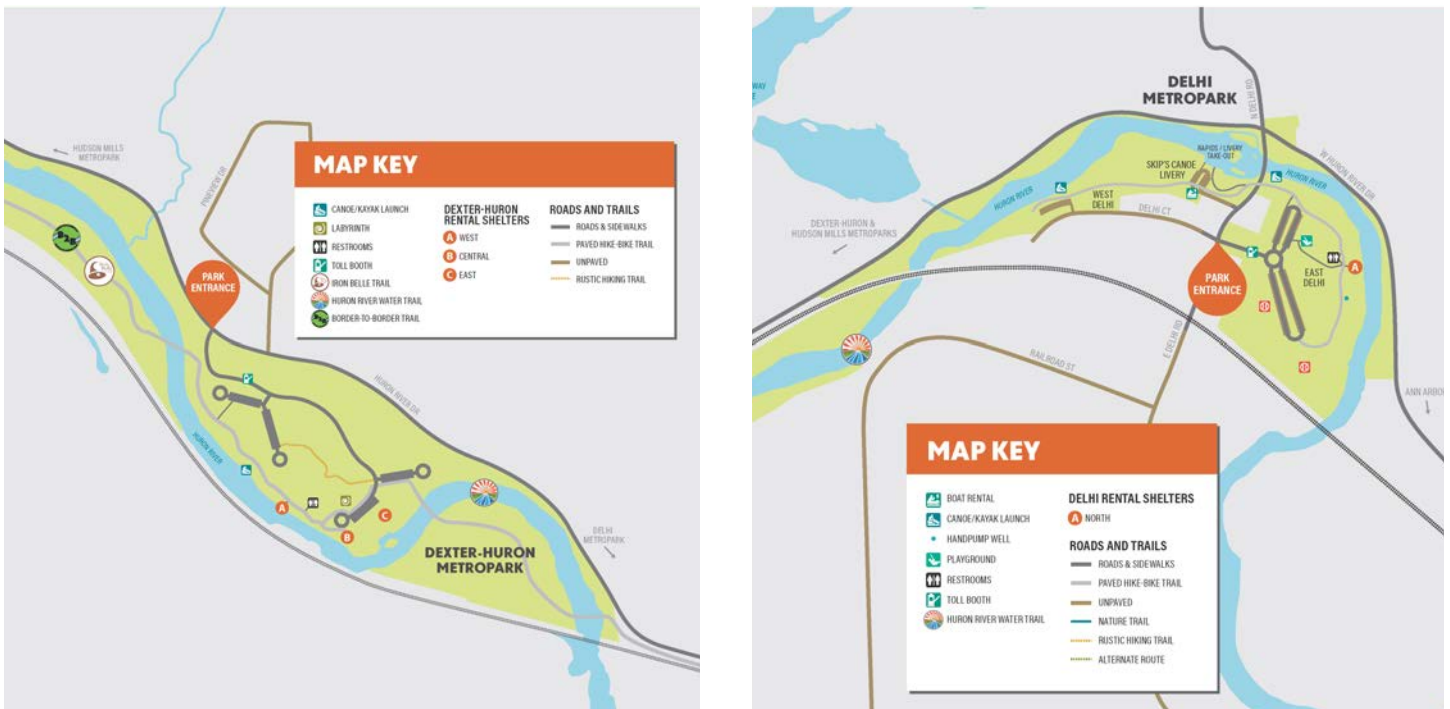 HUDSON MILLS
METROPARK
PINEVIEW DR
PARK
ENTRANCE
MAP KEY
CANOE/KAYAK LAUNCH
LABYRINTH
RESTROOMS
TOLL BOOTH
IRON BELLE TRAIL
HURON RIVER WATER TRAIL
BORDER-TO-BORDER TRAIL
DEXTER-HURON
RENTAL SHELTERS
A WEST
B CENTRAL
C EAST
ROADS AND TRAILS
ROADS & SIDEWALKS
PAVED HIKE-BIKE TRAIL
UNPAVED
RUSTIC HIKING TRAIL
B2B
HURON RIVER DR
HURON RIVER
A
B
C
DEXTER-HURON
METROPARK
DELHI
METROPARK
DELHI
METROPARK
N DELHI RD
W HURON RIVER DR
RAPIDS / LIVERY
TAKE-OUT
SKIP'S CANOE
LIVERY
HURON RIVER
HURON RIVER
WEST
DELHI
DELHI CT
DEXTER-HURON &
HUDSON MILLS METROPARKS
PARK
ENTRANCE
EAST
DELHI
A
E DELHI RD
RAILROAD ST
ANN ARBOR
MAP KEY
BOAT RENTAL
CANOE/KAYAK LAUNCH
HANDPUMP WELL
PLAYGROUND
RESTROOMS
TOLL BOOTH
HURON RIVER WATER TRAIL
DELHI RENTAL SHELTERS
A NORTH
ROADS AND TRAILS
ROADS & SIDEWALKS
PAVED HIKE-BIKE TRAIL
UNPAVED
NATURE TRAIL
RUSTIC HIKING TRAIL
ALTERNATE ROUTE